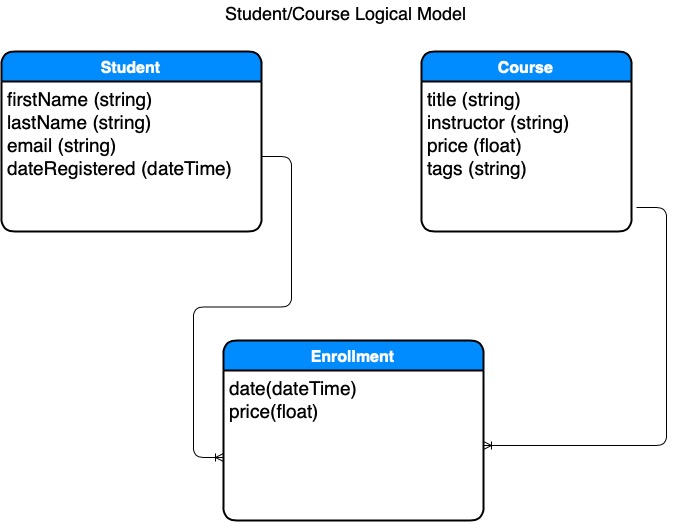 Student/Course Logical Model
Student
firstName (string)
lastName (string)
email (string)
dateRegistered (dateTime)
Course
title (string)
instructor (string)
price (float)
tags (string)
Enrollment
date(dateTime)
price(float)